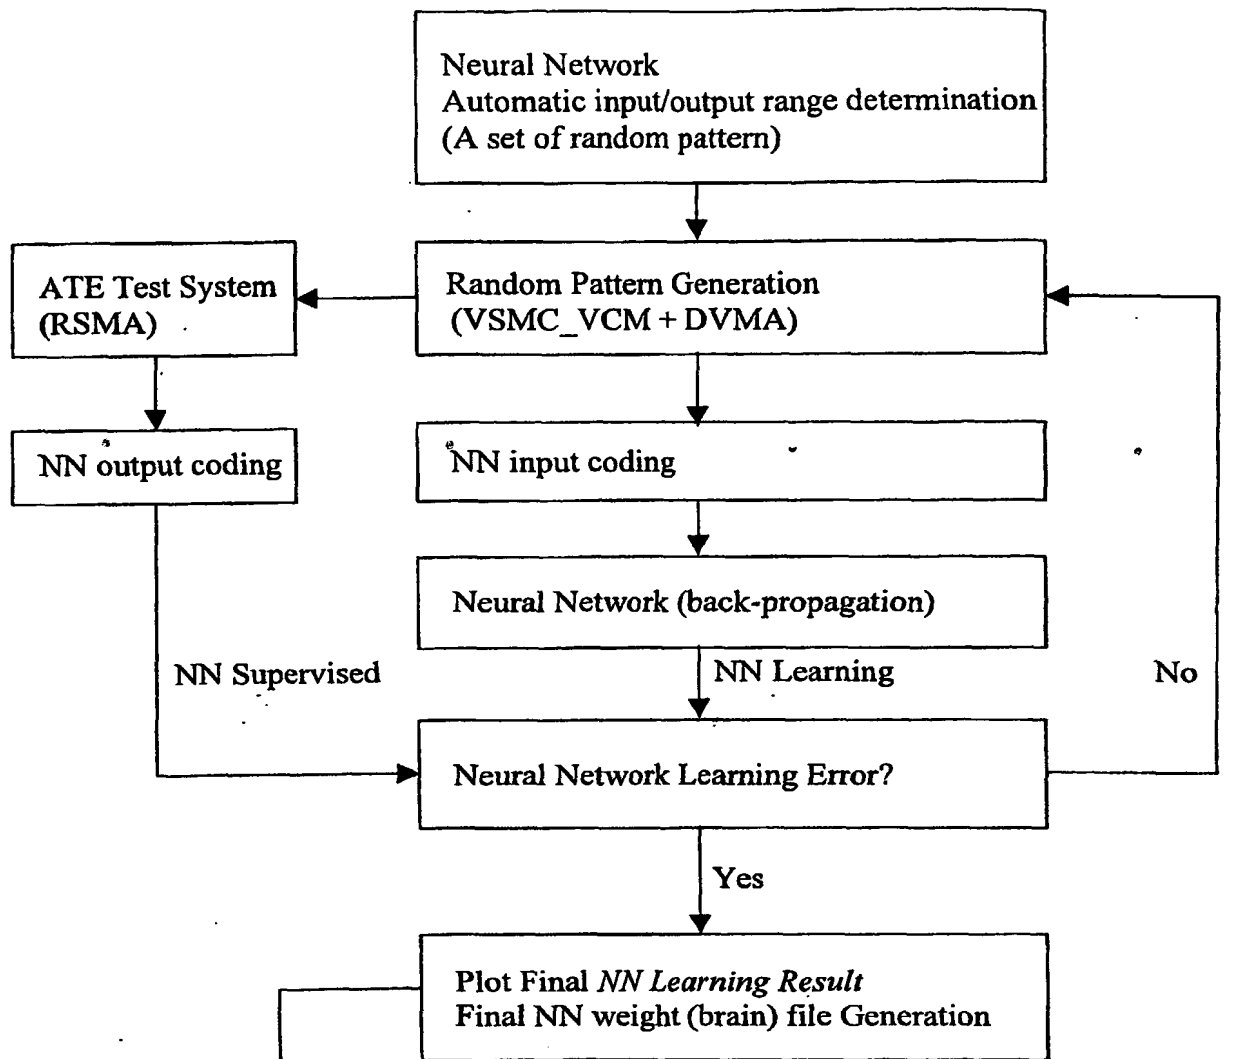 Neural Network
Automatic input/output range determination
(A set of random pattern)
ATE Test System
(RSMA)
Random Pattern Generation
(VSMC_VCM + DVMA)
NN output coding
NN input coding
Neural Network (back-propagation)
NN Supervised
NN Learning
No
Neural Network Learning Error?
Yes
Plot Final NN Learning Result
Final NN weight (brain) file Generation